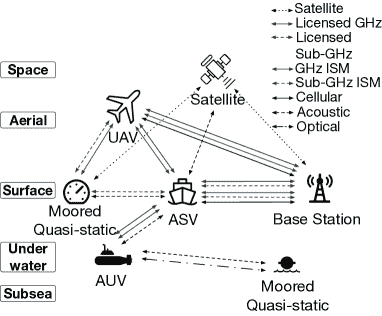 Satellite
Licensed GHz
Licensed
Sub-GHz
GHz ISM
Sub-GHz ISM
Cellular
Acoustic
Optical
Space
Satellite
Aerial
UAV
Surface
Moored
Quasi-static
ASV
Base Station
Under
water
AUV
Moored
Quasi-static
Subsea